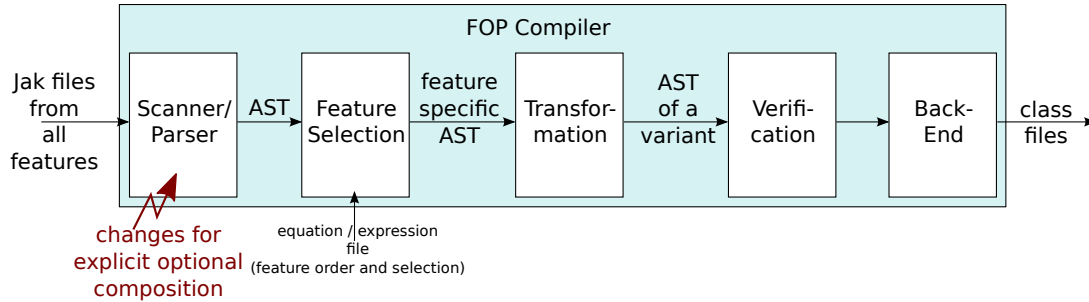 FOP Compiler
Jak files
from
all
features
Scanner/
Parser
AST
Feature
Selection
feature
specific
AST
Transfor-
mation
AST
of a
variant
Verifi-
cation
Back-
End
class
files
changes for
explicit optional
composition
equation / expression
file
(feature order and selection)